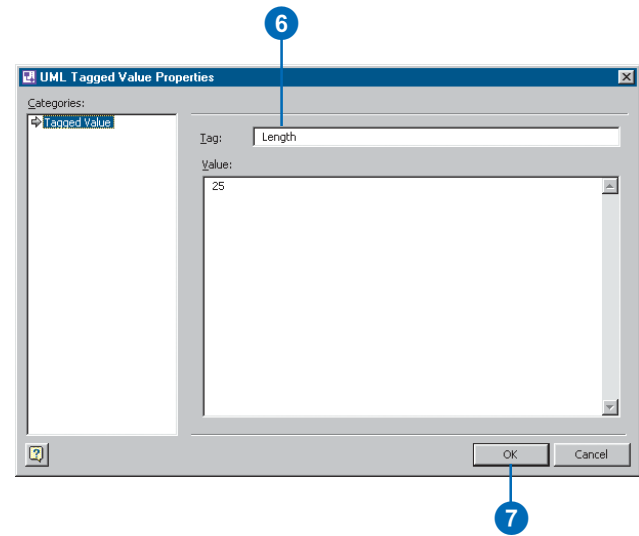 6
UML Tagged Value Properties
Categories:
Tagged Value
Tag:
Length
Value:
25
OK
Cancel
7